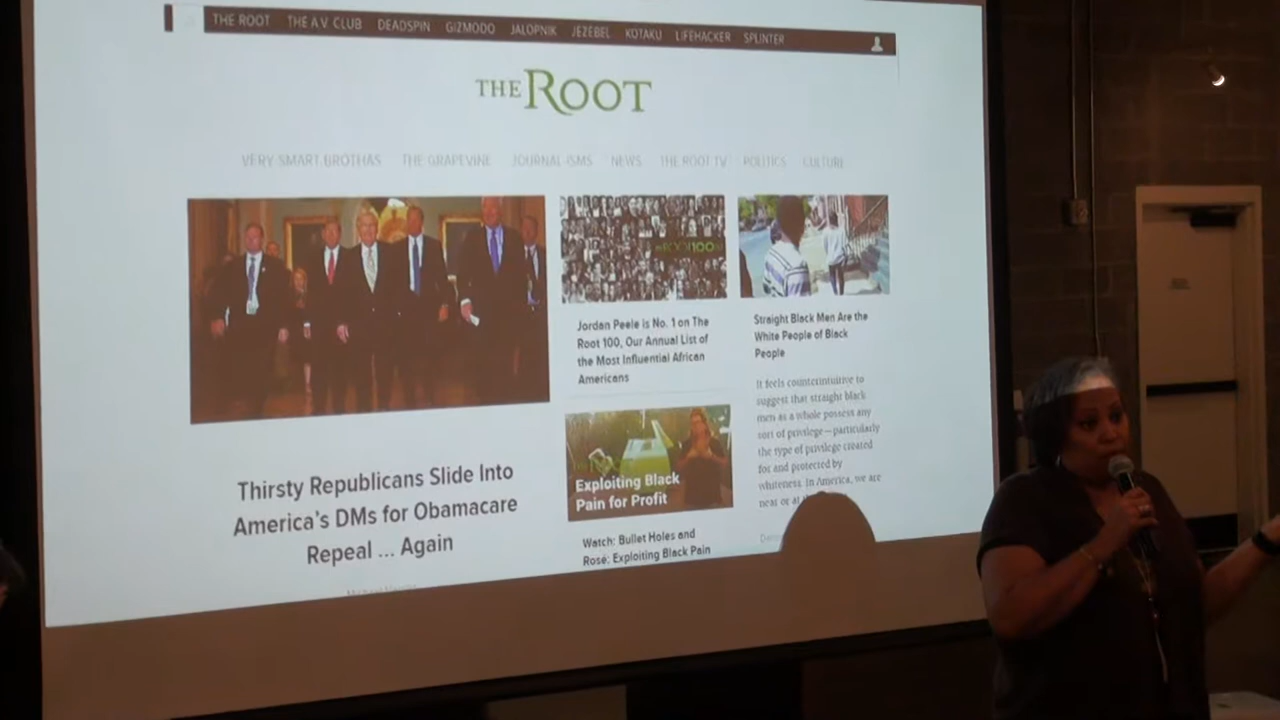 THE ROOT THE A.V. CLUB DEADSPIN GIZMODO JALOPNIK JEZEBEL KOTAKU LIFEHACKER SPLINTER
THE ROOT
VERY SMART BROTHAS THE GRAPEVINE JOURNAL-ISMS NEWS THE ROOT TV POLITICS CULTURE
Thirsty Republicans Slide Into
America's DMs for Obamacare
Repeal ... Again
ROOT100
Jordan Peele is No. 1 on The
Root 100, Our Annual List of
the Most Influential African
Americans
Exploiting Black
Pain for Profit
Watch: Bullet Holes and
Rosé: Exploiting Black Pain
Straight Black Men Are the
White People of Black
People
It feels counterintuitive to
suggest that straight black
men as a whole possess any
sort of privilege—particularly
the type of privilege created
for and protected by
whiteness. In America, we are
near or at